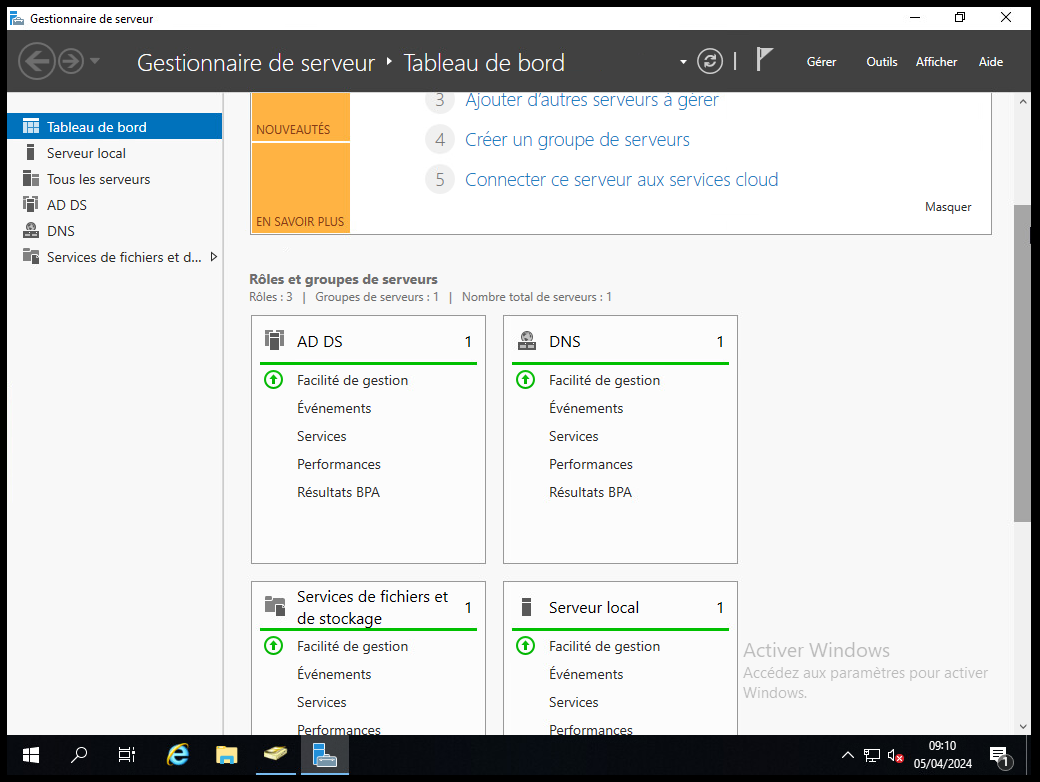 Gestionnaire de serveur
Gestionnaire de serveur Tableau de bord
Gérer Outils Afficher Aide
Tableau de bord
Serveur local
Tous les serveurs
AD DS
DNS
Services de fichiers et d...
NOUVEAUTÉS
EN SAVOIR PLUS
3 Ajouter d'autres serveurs à gérer
4 Créer un groupe de serveurs
5 Connecter ce serveur aux services cloud
Masquer
Rôles et groupes de serveurs
Rôles : 3 | Groupes de serveurs : 1 | Nombre total de serveurs : 1
AD DS 1
Facilité de gestion
Événements
Services
Performances
Résultats BPA
DNS 1
Facilité de gestion
Événements
Services
Performances
Résultats BPA
Services de fichiers et
de stockage 1
Facilité de gestion
Événements
Services
Performances
Serveur local 1
Facilité de gestion
Événements
Services
Performances
Activer Windows
Accédez aux paramètres pour activer
Windows.
09:10
05/04/2024
1